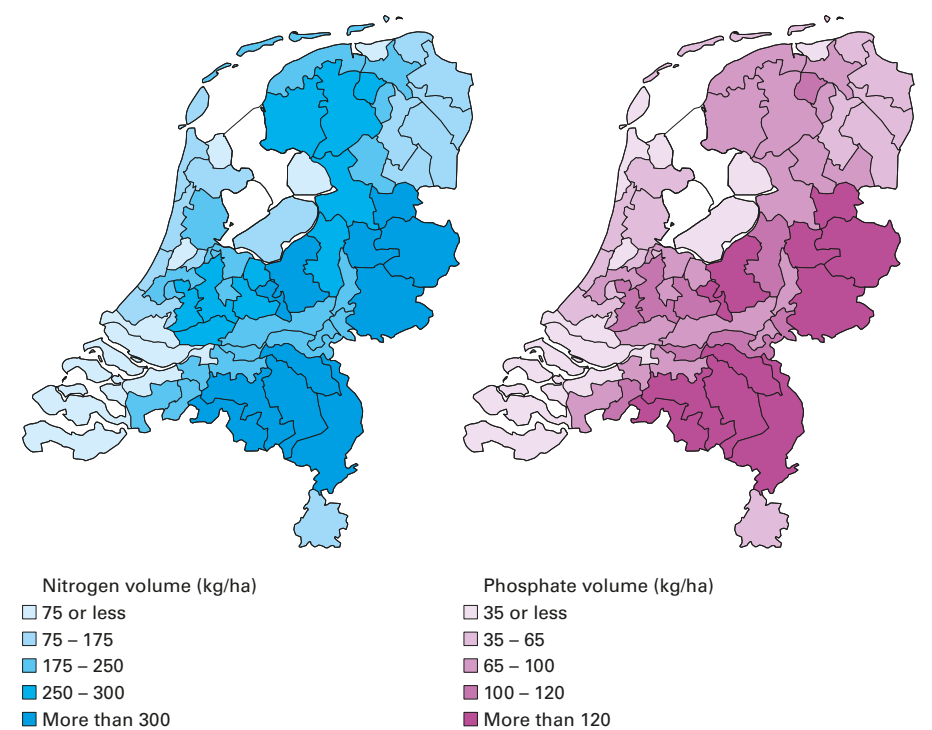 Nitrogen volume (kg/ha)
75 or less
75 – 175
175 – 250
250 – 300
More than 300
Phosphate volume (kg/ha)
35 or less
35 – 65
65 – 100
100 – 120
More than 120